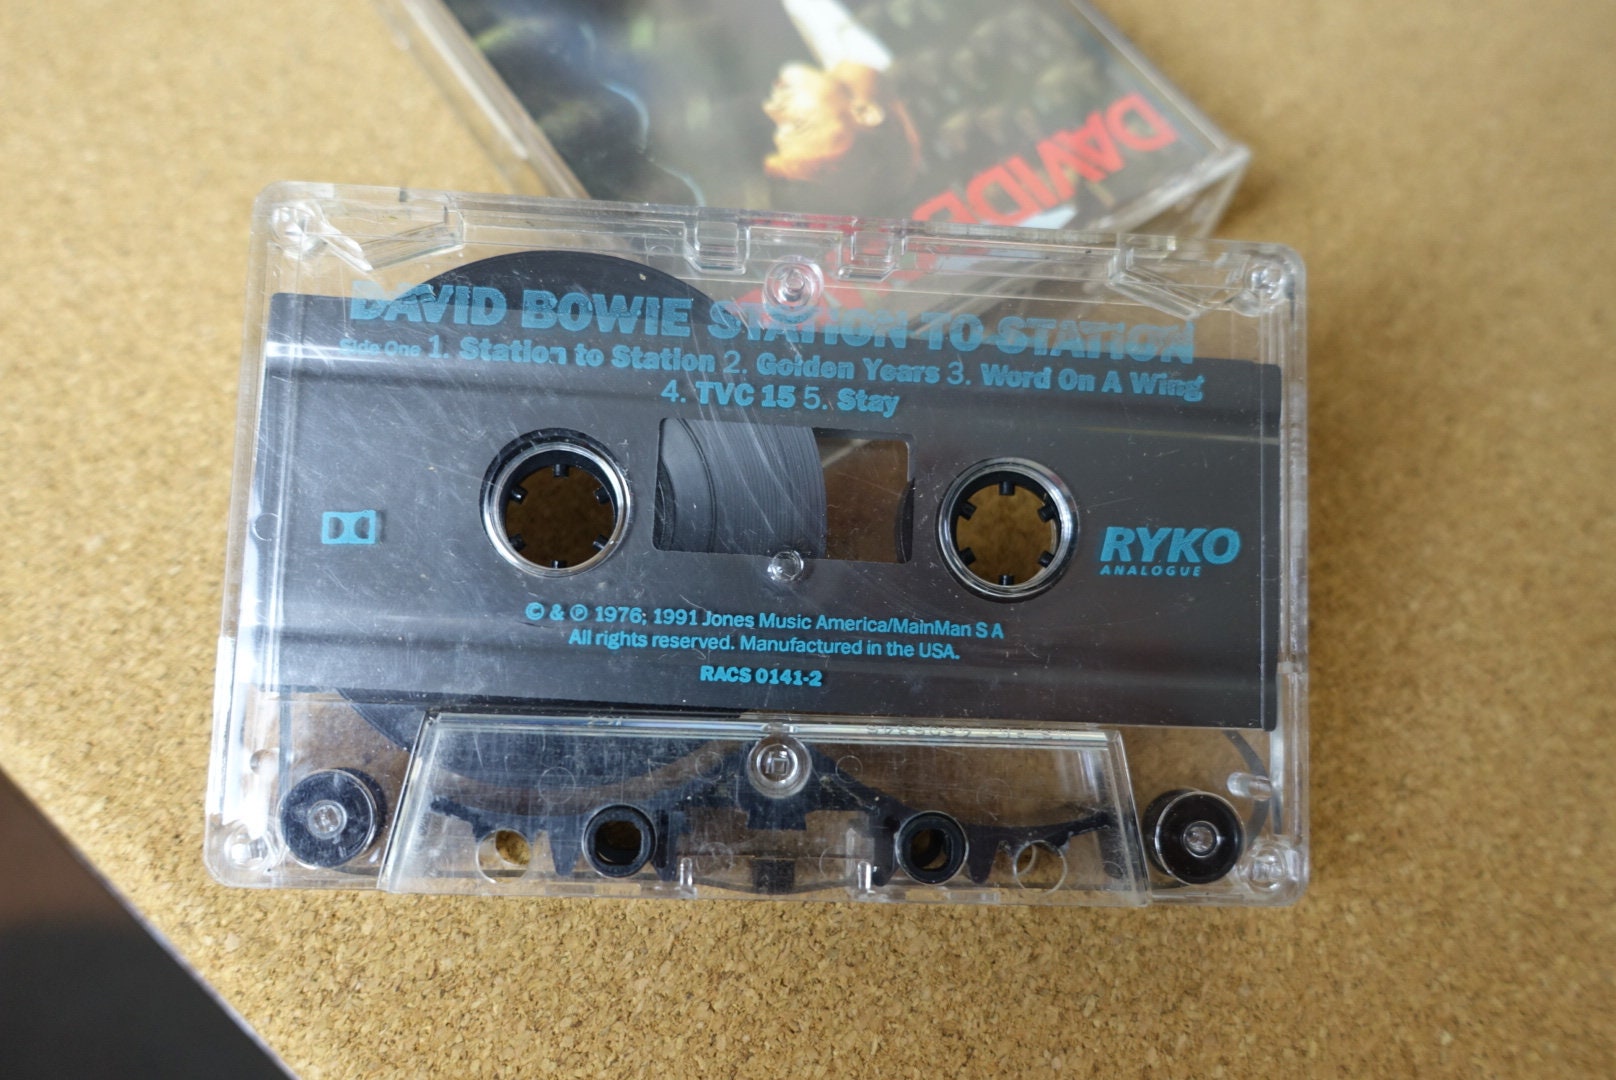 DAVID BOWIE STATION TO STATION
Side One 1. Station to Station 2. Golden Years 3. Word On A Wing
4. TVC 15 5. Stay
RYKO
ANALOGUE
© & ℗ 1976; 1991 Jones Music America/MainMan S A
All rights reserved. Manufactured in the USA.
RACS 0141-2
DAVID